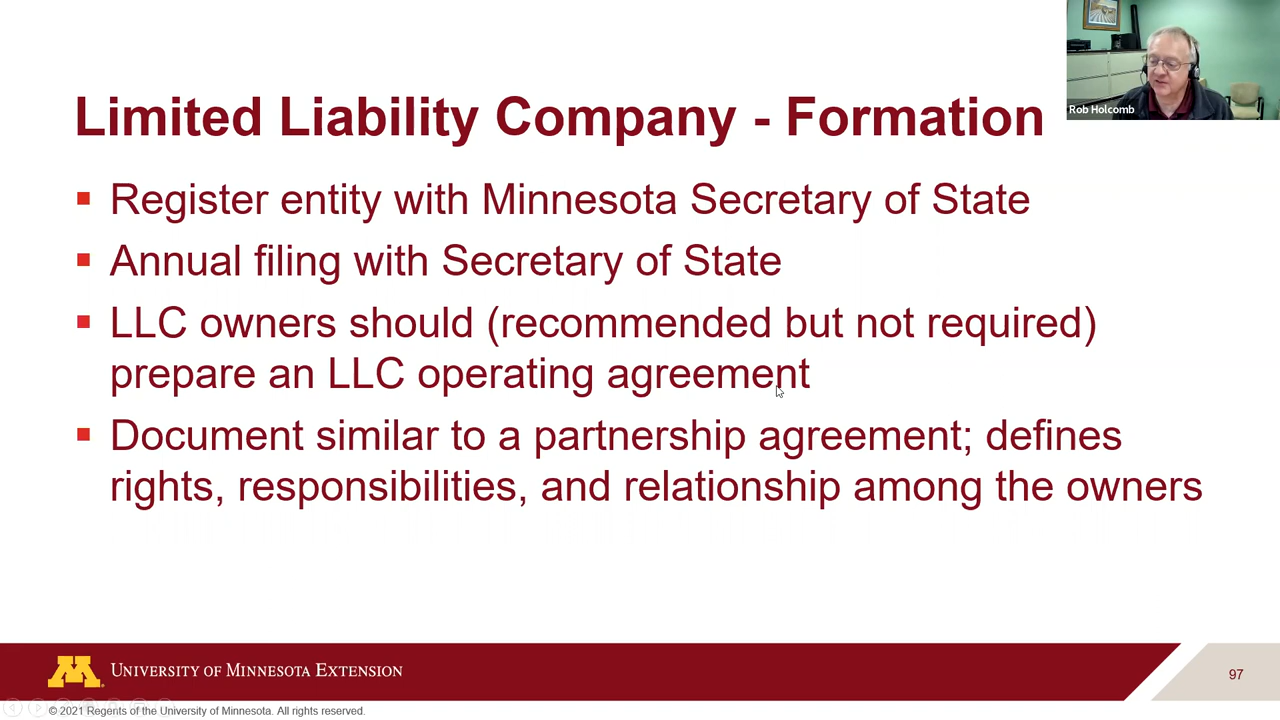 Rob Holcomb
Limited Liability Company - Formation
Register entity with Minnesota Secretary of State
Annual filing with Secretary of State
LLC owners should (recommended but not required)
prepare an LLC operating agreement
Document similar to a partnership agreement; defines
rights, responsibilities, and relationship among the owners
UNIVERSITY OF MINNESOTA EXTENSION
97
© 2021 Regents of the University of Minnesota. All rights reserved.